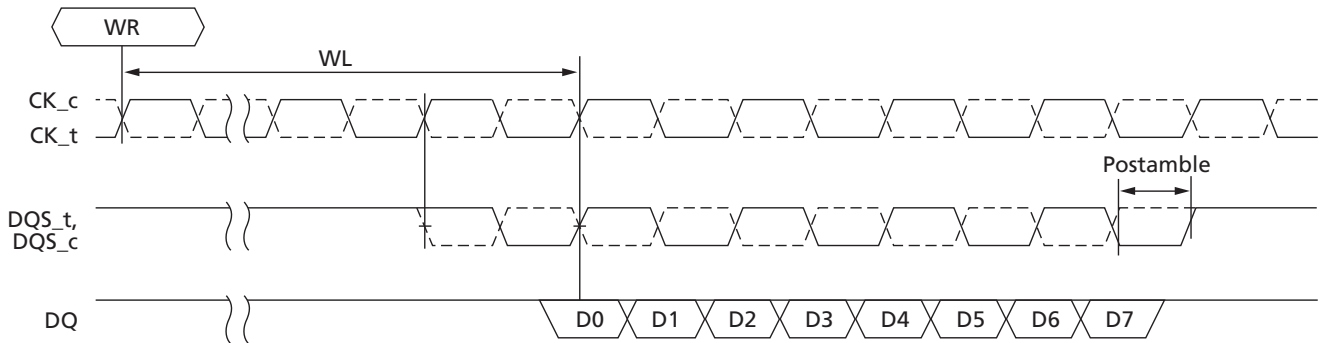 WR
WL
CK_c
CK_t
Postamble
DQS_t,
DQS_c
DQ
D0 D1 D2 D3 D4 D5 D6 D7